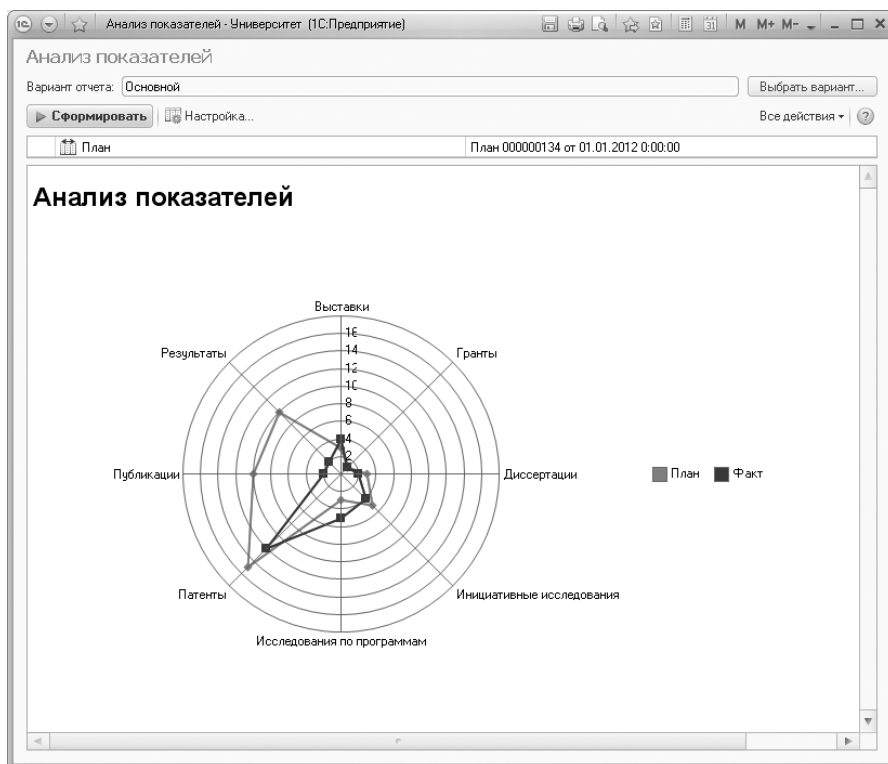 Анализ показателей - Университет (1С:Предприятие)
M M+ M-
Анализ показателей
Вариант отчета: Основной
Выбрать вариант...
Сформировать Настройка...
Все действия
План
План 000000134 от 01.01.2012 0:00:00
Анализ показателей
Выставки
Результаты
Гранты
14
12
8
6
4
2
Публикации
Диссертации
План Факт
Патенты
Инициативные исследования
Исследования по программам